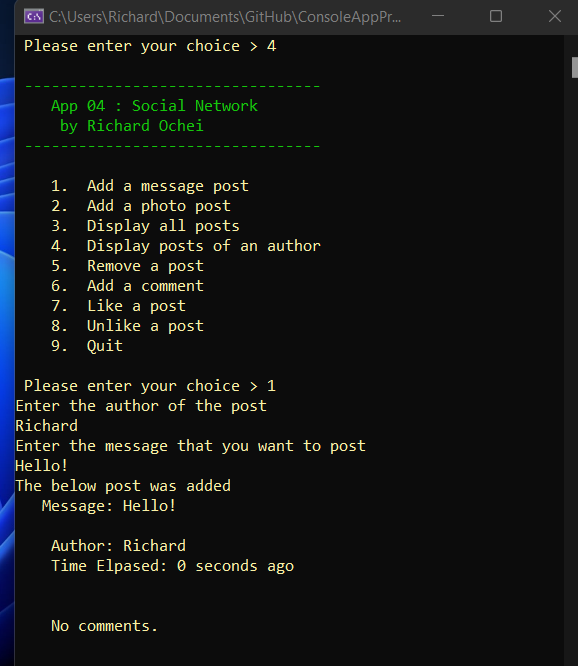 C:\Users\Richard\Documents\GitHub\ConsoleAppPr...
Please enter your choice > 4
---------------------------------
App 04 : Social Network
by Richard Ochei
---------------------------------
1. Add a message post
2. Add a photo post
3. Display all posts
4. Display posts of an author
5. Remove a post
6. Add a comment
7. Like a post
8. Unlike a post
9. Quit
Please enter your choice > 1
Enter the author of the post
Richard
Enter the message that you want to post
Hello!
The below post was added
Message: Hello!
Author: Richard
Time Elpased: 0 seconds ago
No comments.